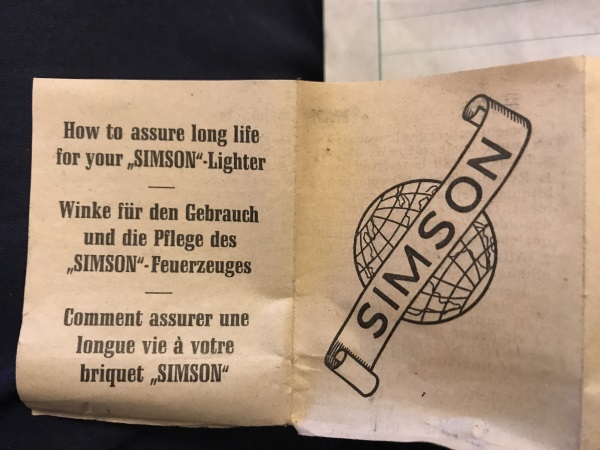 How to assure long life
for your „SIMSON“-Lighter
Winke für den Gebrauch
und die Pflege des
„SIMSON“-Feuerzeuges
Comment assurer une
longue vie à votre
briquet „SIMSON“
SIMSON